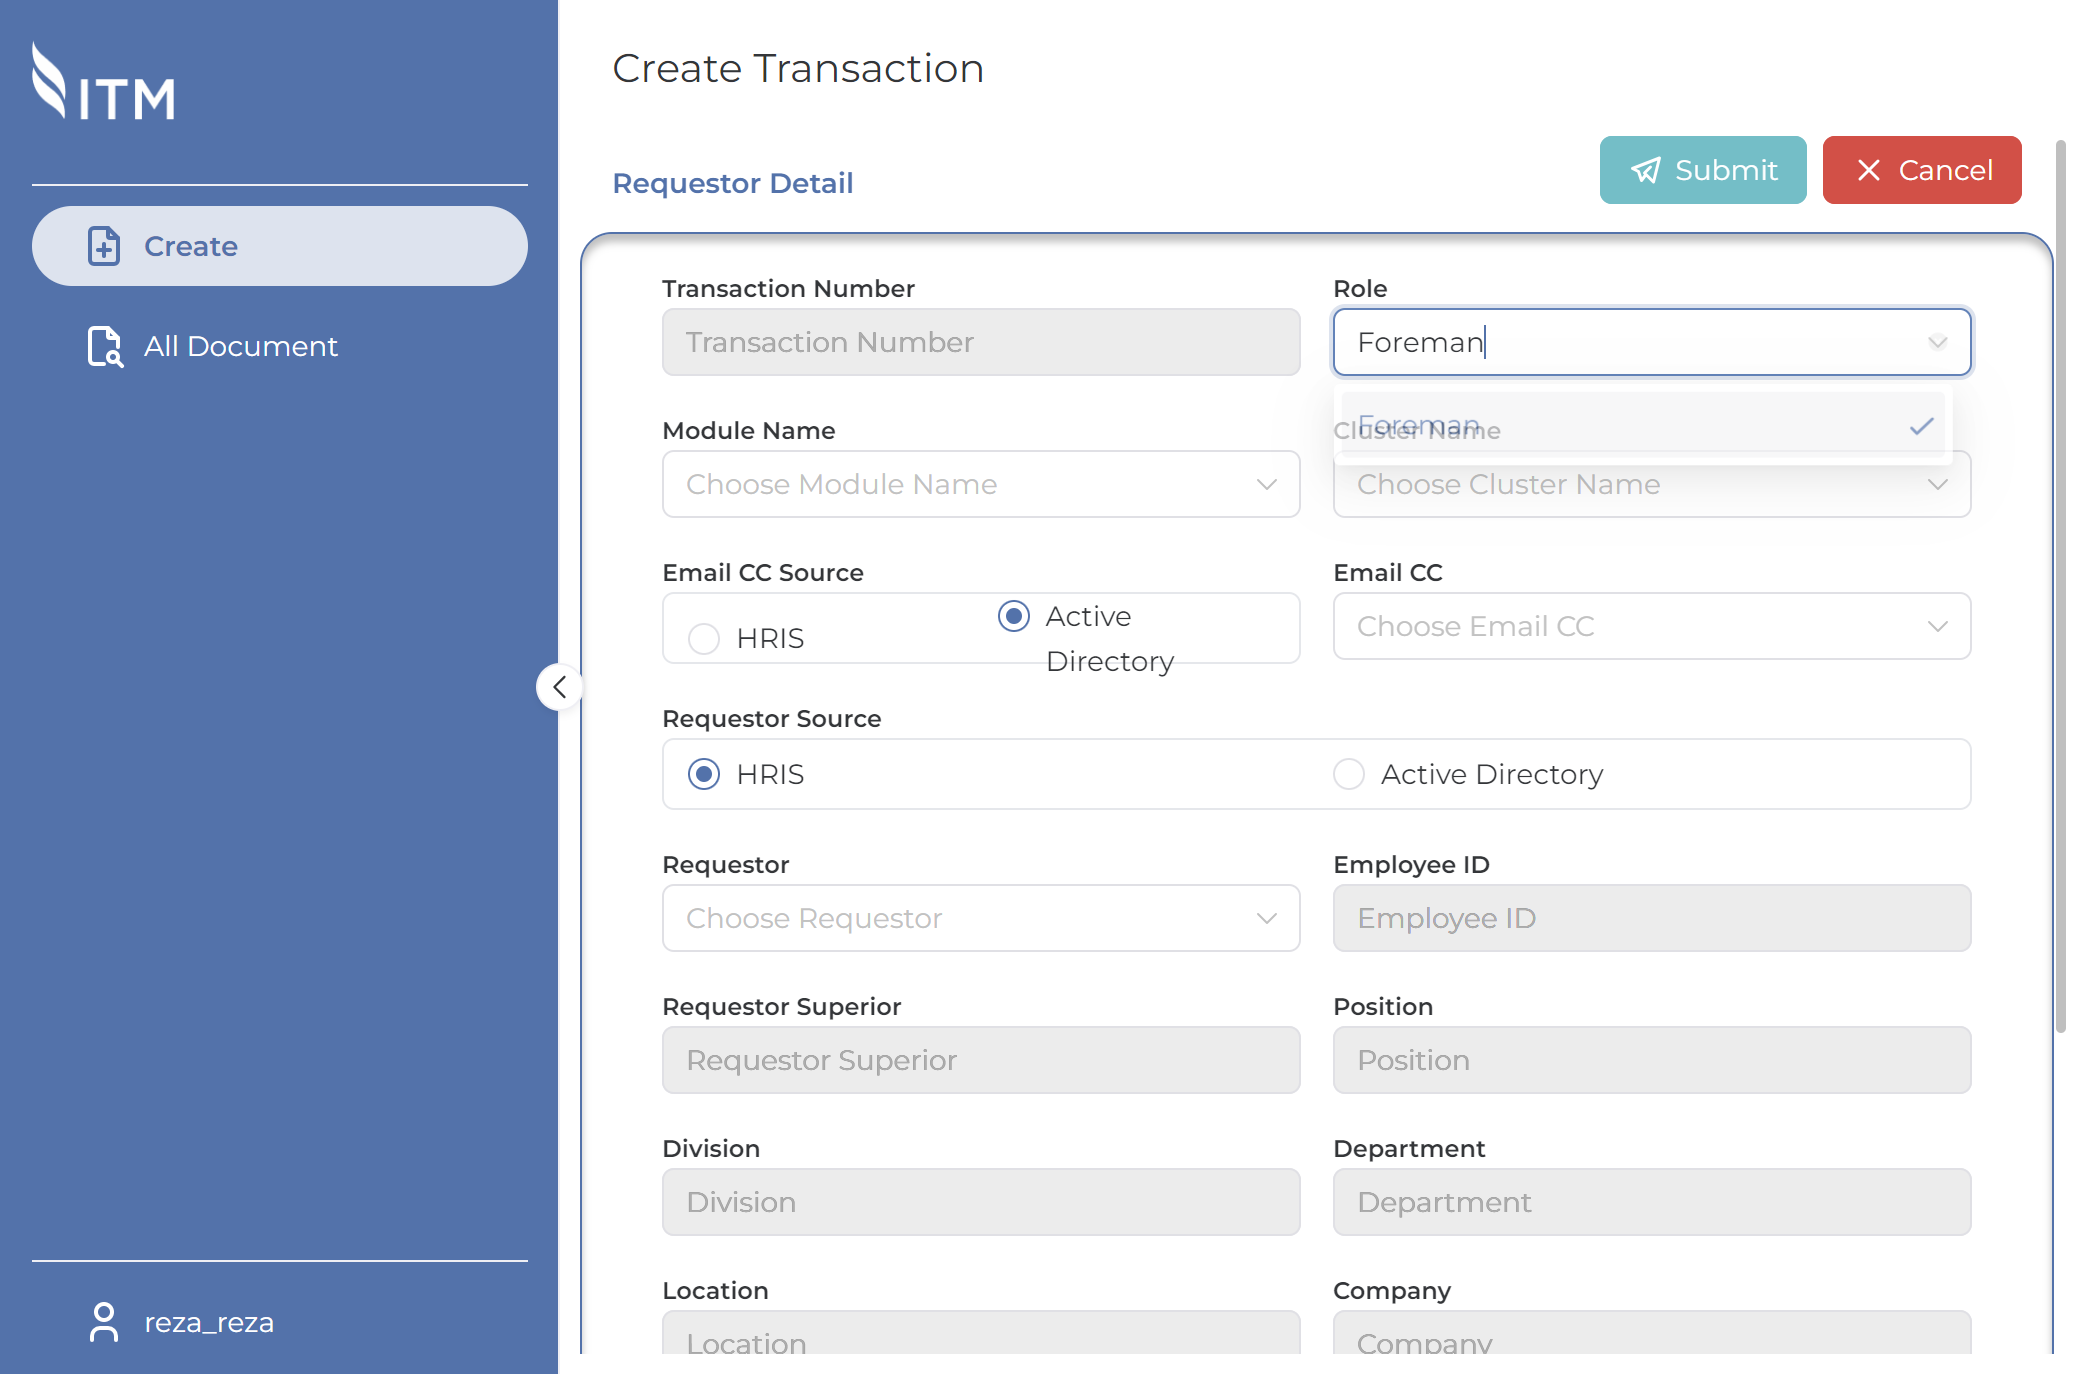 ITM
Create
All Document
reza_reza
Create Transaction
Requestor Detail
Submit
Cancel
Transaction Number
Transaction Number
Role
Foreman
Foreman
Module Name
Choose Module Name
Cluster Name
Choose Cluster Name
Email CC Source
HRIS
Active
Directory
Email CC
Choose Email CC
Requestor Source
HRIS
Active Directory
Requestor
Choose Requestor
Employee ID
Employee ID
Requestor Superior
Requestor Superior
Position
Position
Division
Division
Department
Department
Location
Location
Company
Company